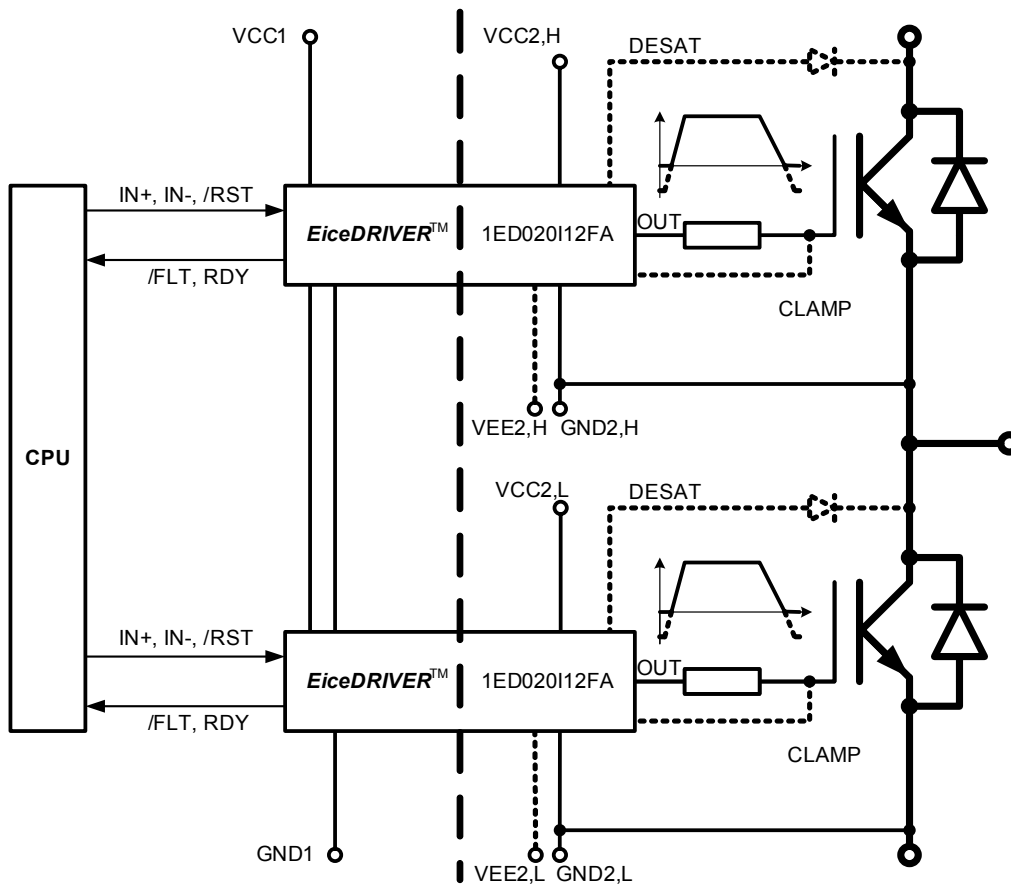 VCC1
VCC2,H
DESAT
IN+, IN-, /RST
EiceDRIVER™
1ED020I12FA
OUT
/FLT, RDY
CLAMP
VEE2,H
GND2,H
CPU
VCC2,L
DESAT
IN+, IN-, /RST
EiceDRIVER™
1ED020I12FA
OUT
/FLT, RDY
CLAMP
GND1
VEE2,L
GND2,L